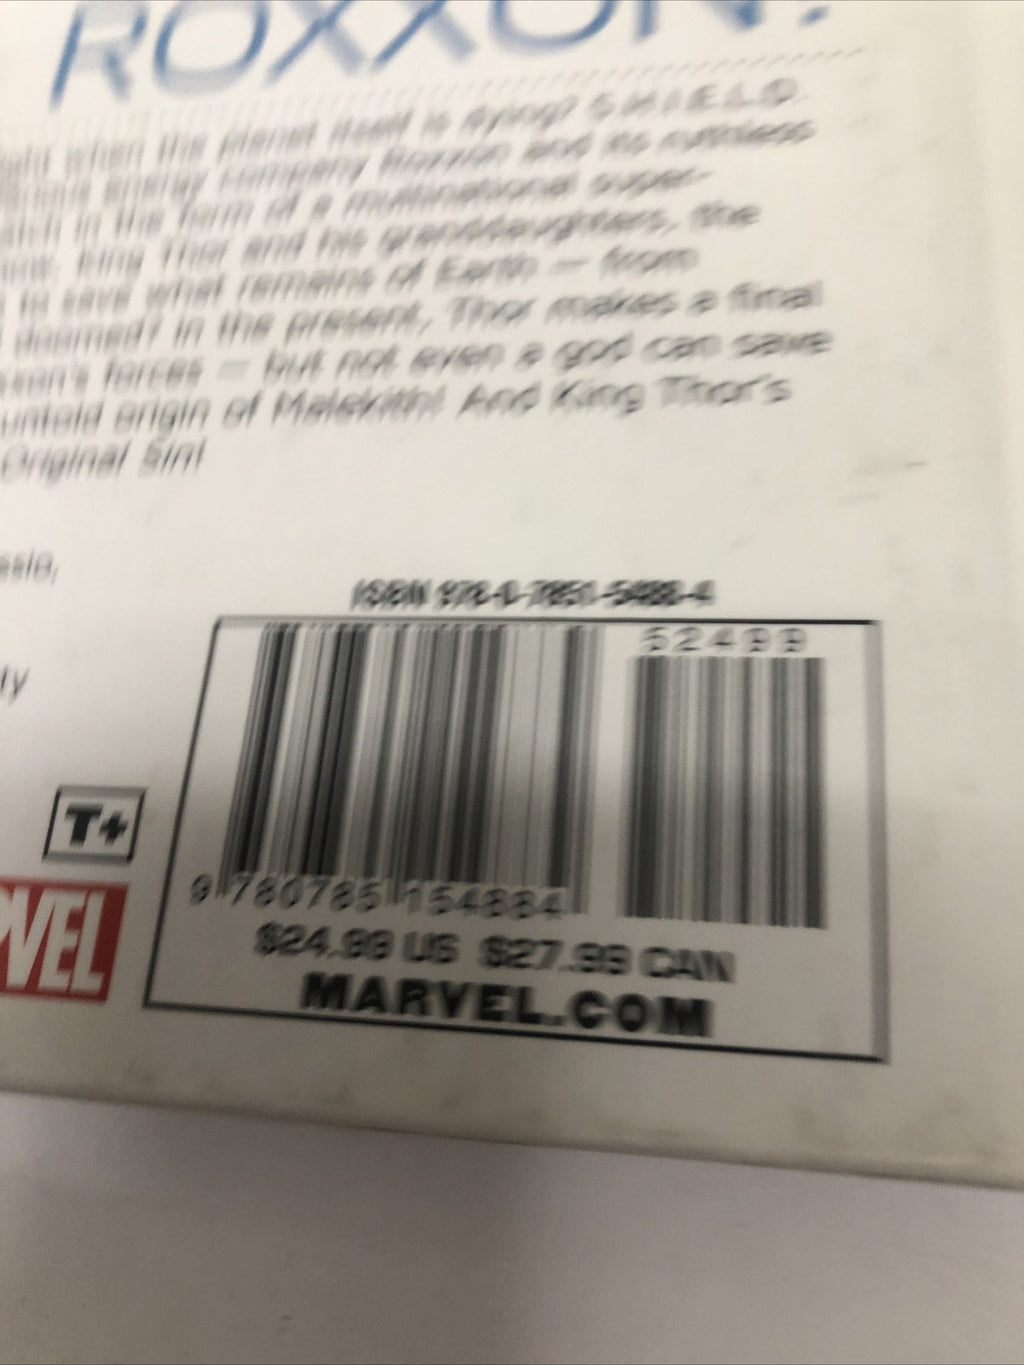 ROXXON!
when the planet itself is dying? S.H.I.E.L.D.
energy company Roxxon and its ruthless
in the form of a multinational super-
King Thor and his granddaughters, the
to save what remains of Earth — from
doomed? In the present, Thor makes a final
forces — but not even a god can save
untold origin of Malekith! And King Thor's
Original Sin!
ISBN 978-0-7851-5488-4
52499
9 780785 154884
T+
$24.99 US $27.99 CAN
MARVEL.COM